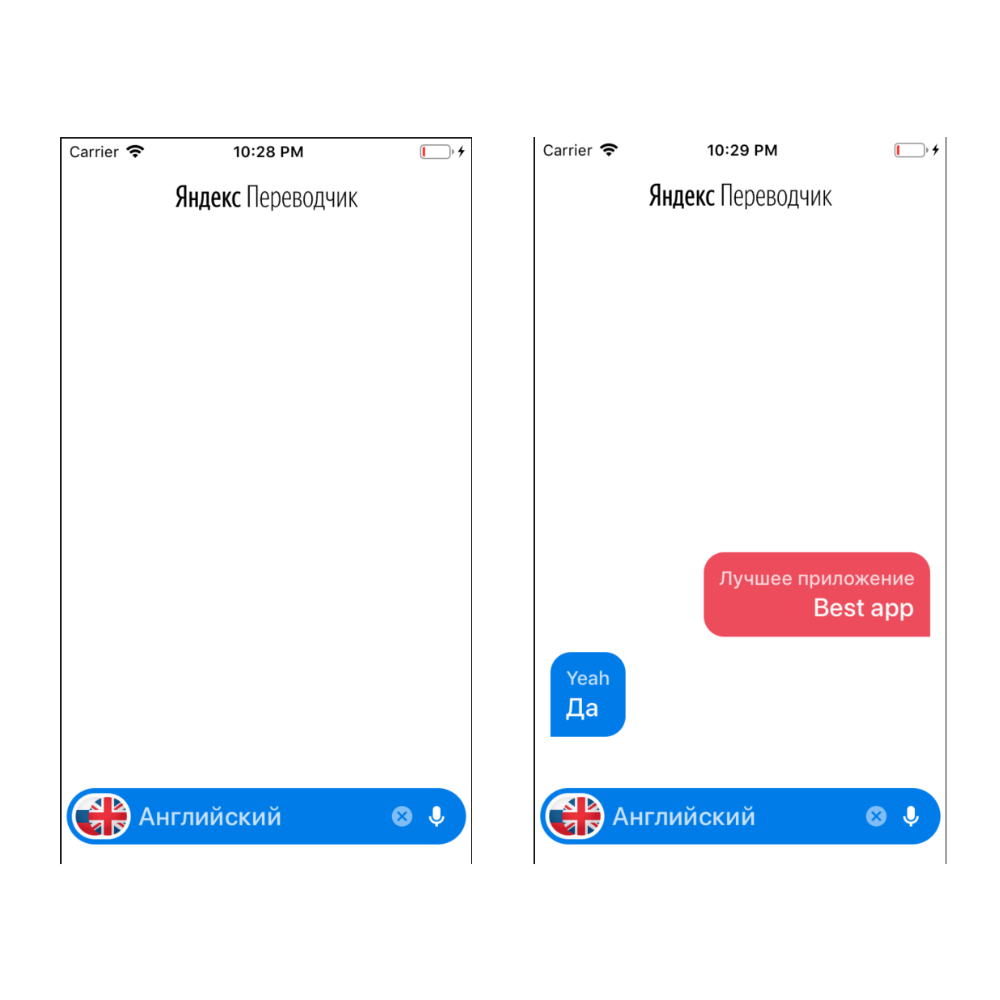 Carrier 10:28 PM
Яндекс Переводчик
Английский
Carrier 10:29 PM
Яндекс Переводчик
Лучшее приложение
Best app
Yeah
Да
Английский